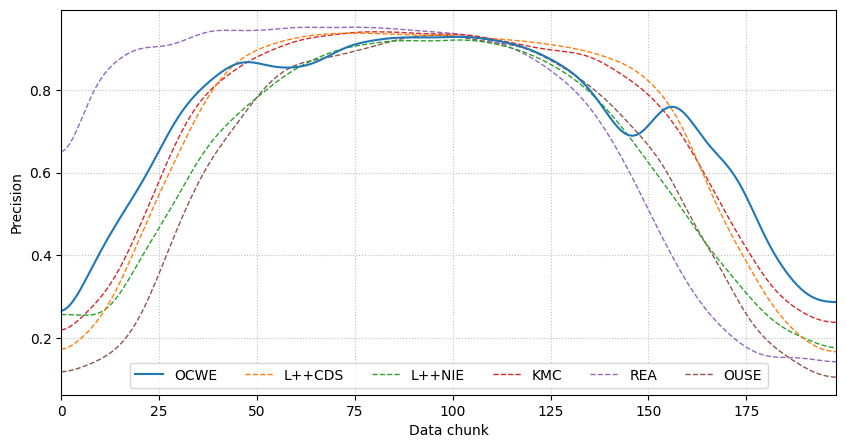 Precision
0.8
0.6
0.4
0.2
OCWE L++CDS L++NIE KMC REA OUSE
0 25 50 75 100 125 150 175
Data chunk